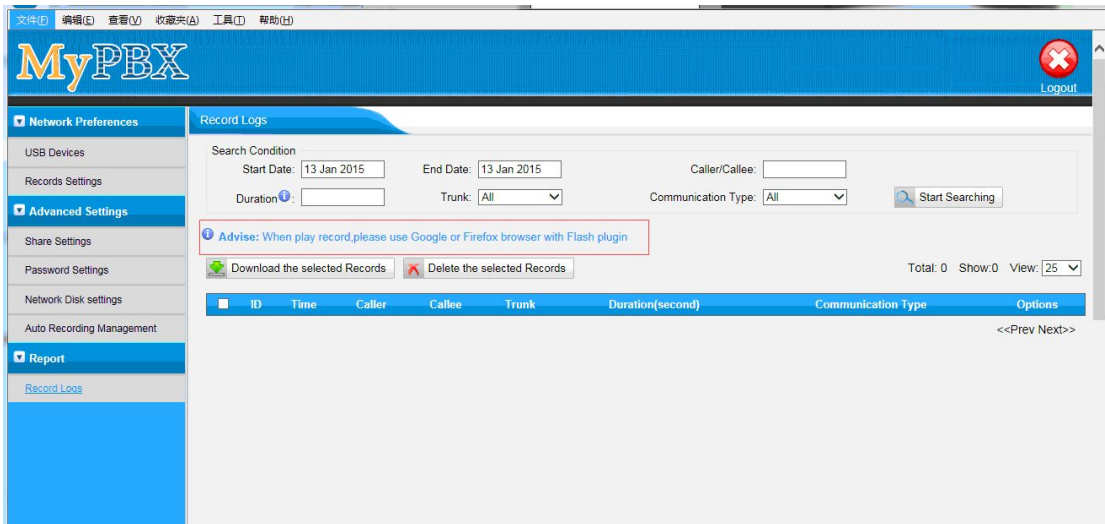 文件(F) 编辑(E) 查看(V) 收藏夹(A) 工具(T) 帮助(H)
MyPBX
Logout
Network Preferences
USB Devices
Records Settings
Advanced Settings
Share Settings
Password Settings
Network Disk settings
Auto Recording Management
Report
Record Logs
Record Logs
Search Condition
Start Date: 13 Jan 2015 End Date: 13 Jan 2015 Caller/Callee:
Duration : Trunk: All Communication Type: All Start Searching
Advise: When play record,please use Google or Firefox browser with Flash plugin
Download the selected Records Delete the selected Records Total: 0 Show:0 View: 25
ID Time Caller Callee Trunk Duration(second) Communication Type Options
<<Prev Next>>